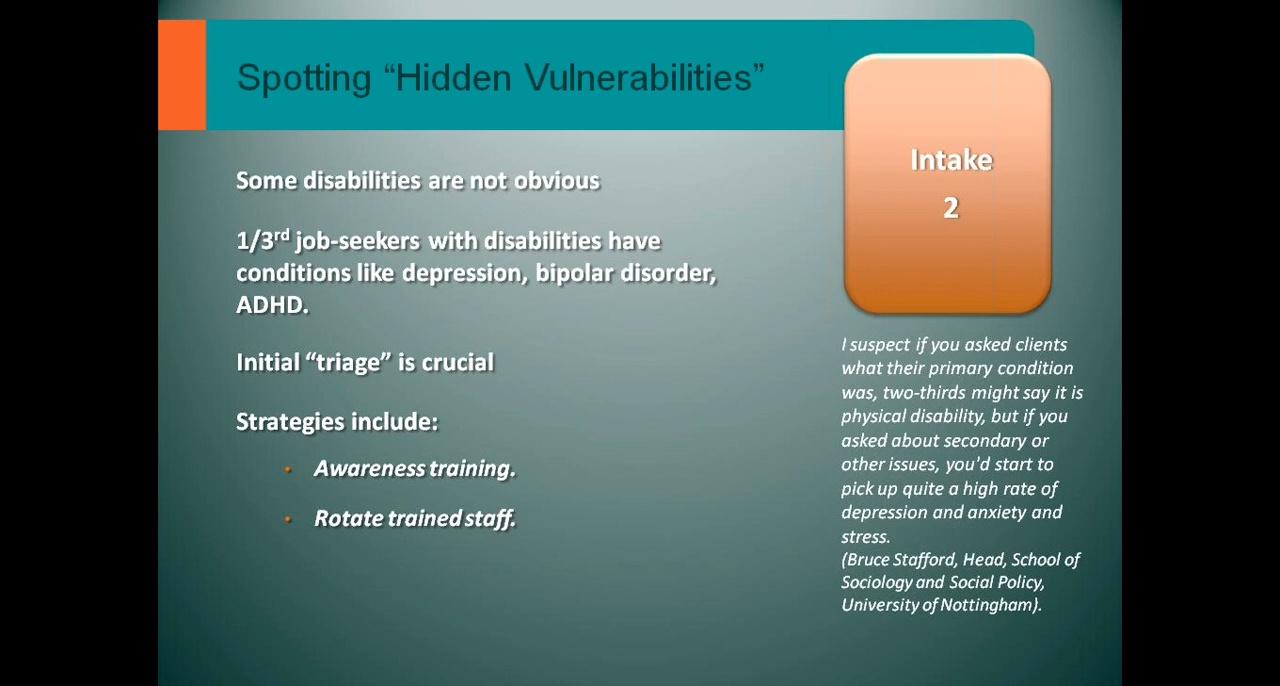 Spotting “Hidden Vulnerabilities”
Some disabilities are not obvious
1/3rd job-seekers with disabilities have
conditions like depression, bipolar disorder,
ADHD.
Initial “triage” is crucial
Strategies include:
• Awareness training.
• Rotate trained staff.
Intake
2
I suspect if you asked clients
what their primary condition
was, two-thirds might say it is
physical disability, but if you
asked about secondary or
other issues, you'd start to
pick up quite a high rate of
depression and anxiety and
stress.
(Bruce Stafford, Head, School of
Sociology and Social Policy,
University of Nottingham).